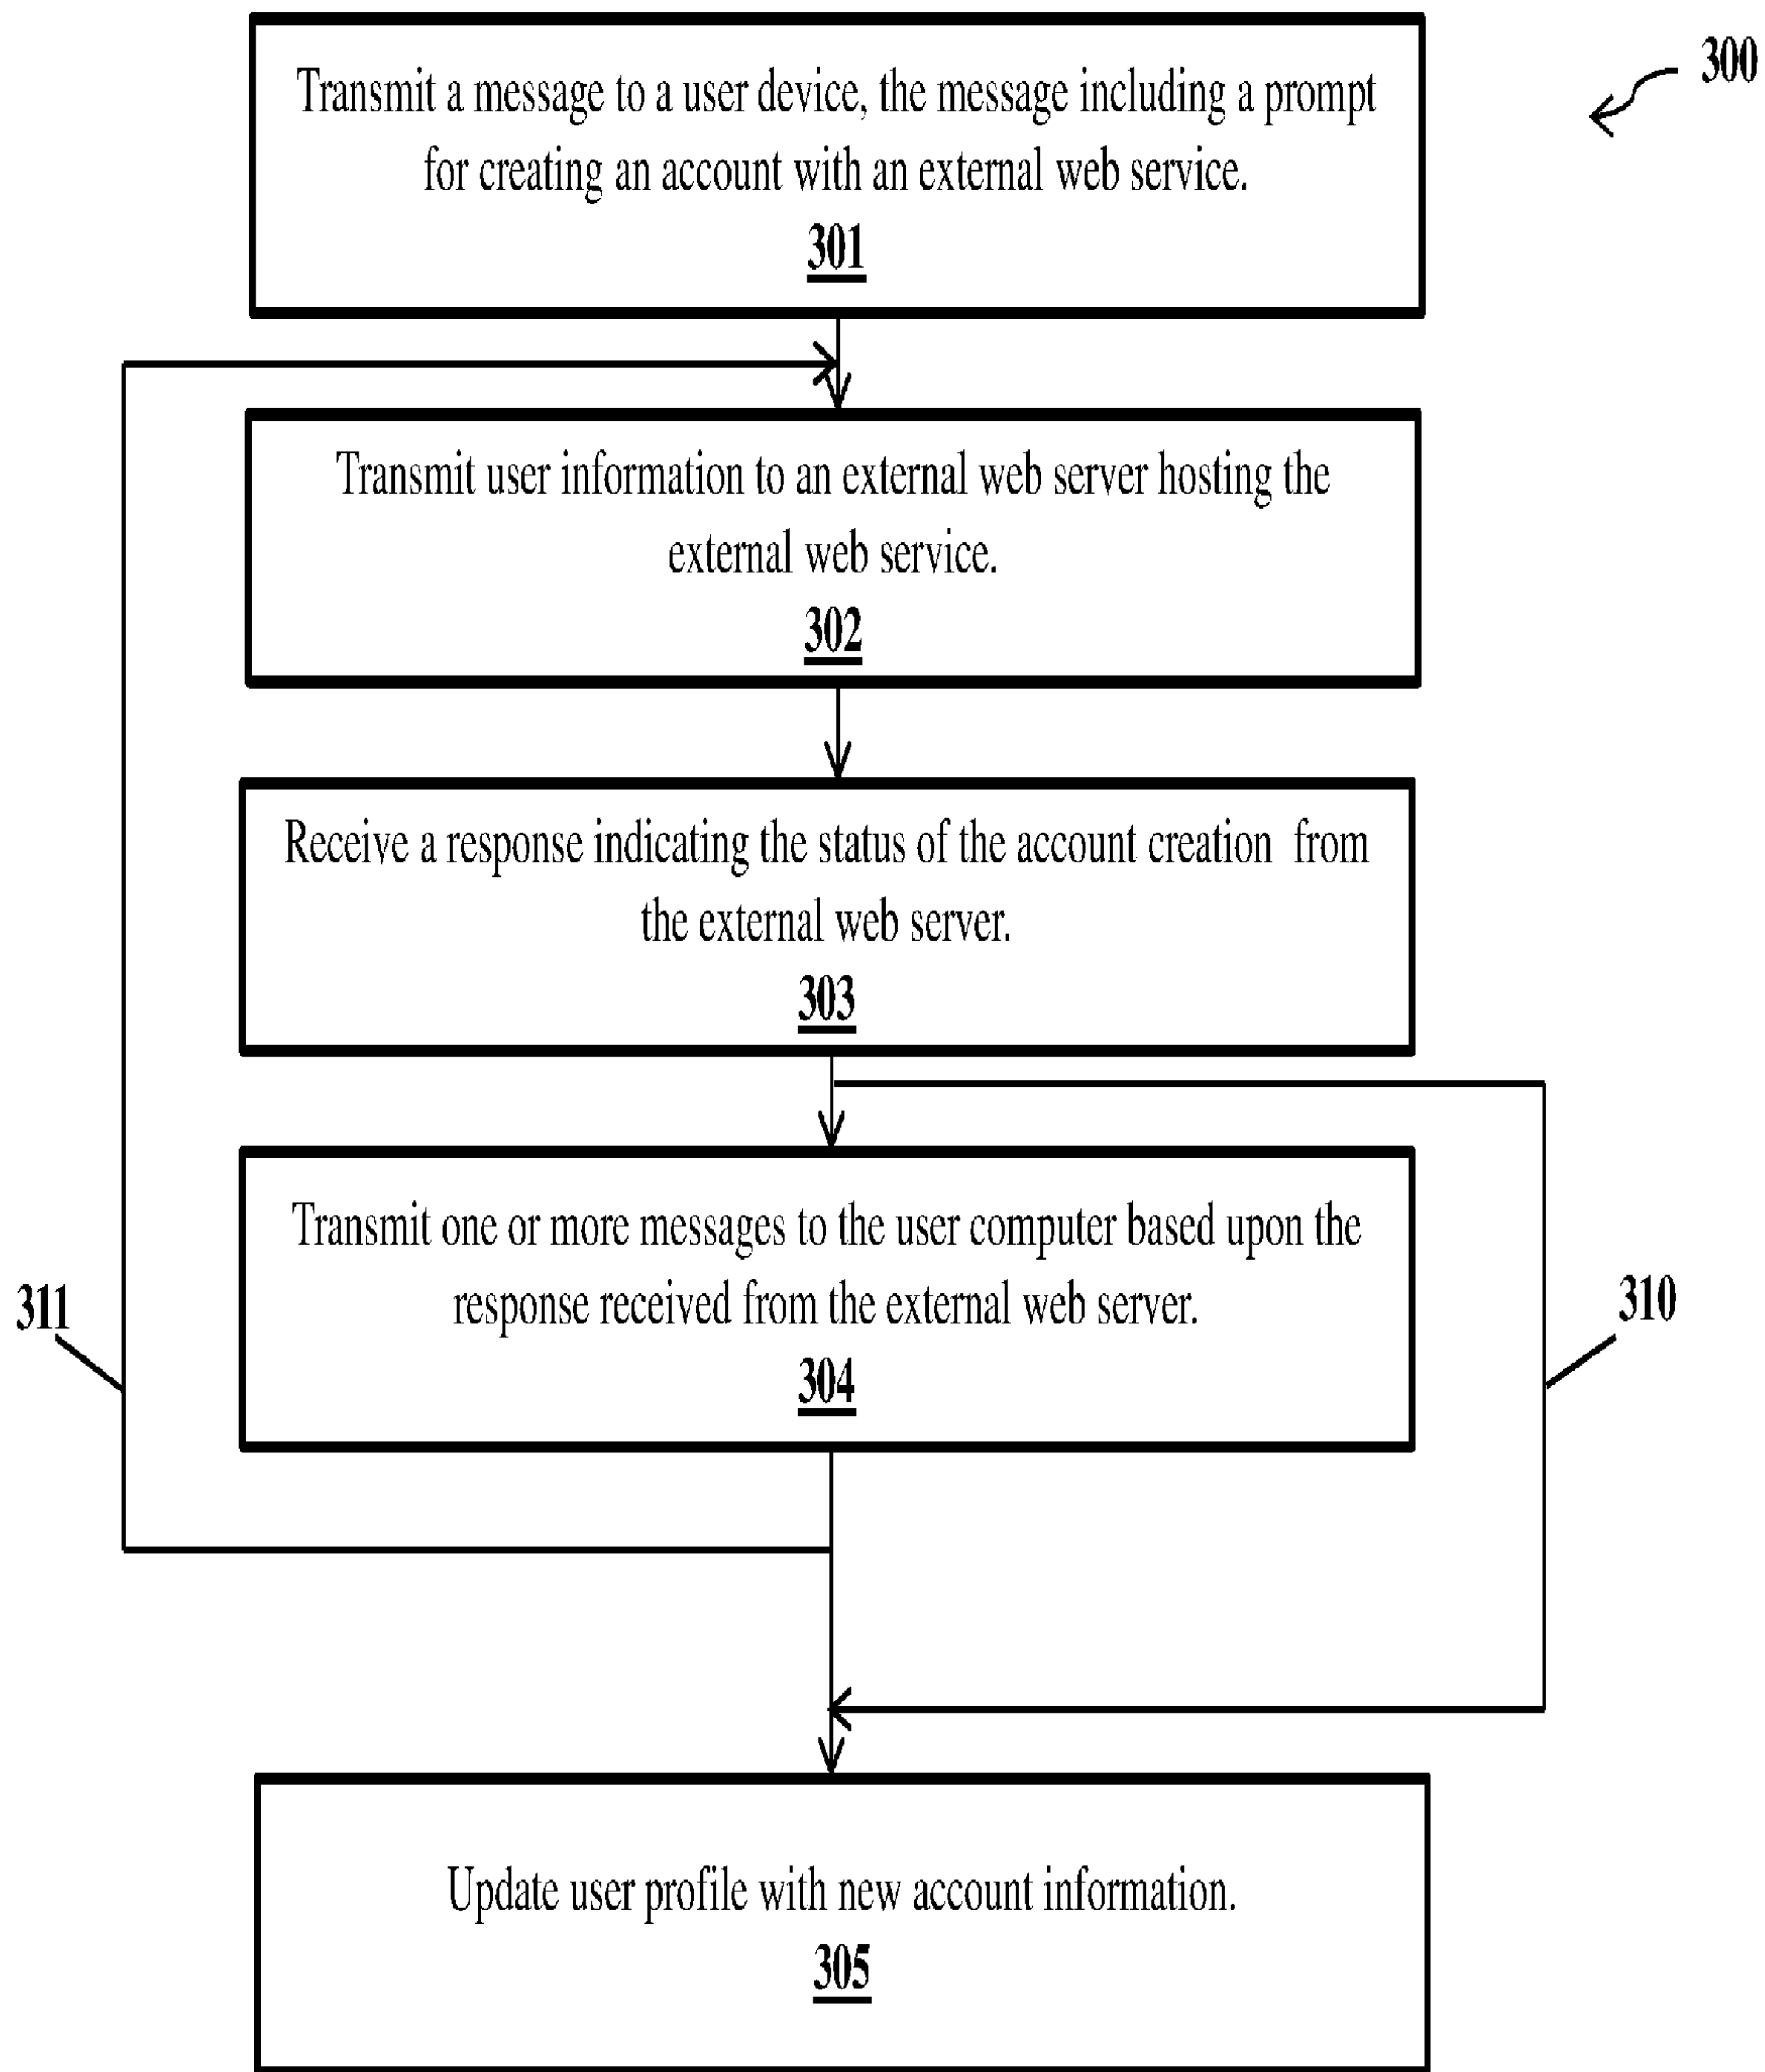 300
Transmit a message to a user device, the message including a prompt
for creating an account with an external web service.
301
Transmit user information to an external web server hosting the
external web service.
302
Receive a response indicating the status of the account creation from
the external web server.
303
Transmit one or more messages to the user computer based upon the
response received from the external web server.
304
311
310
Update user profile with new account information.
305